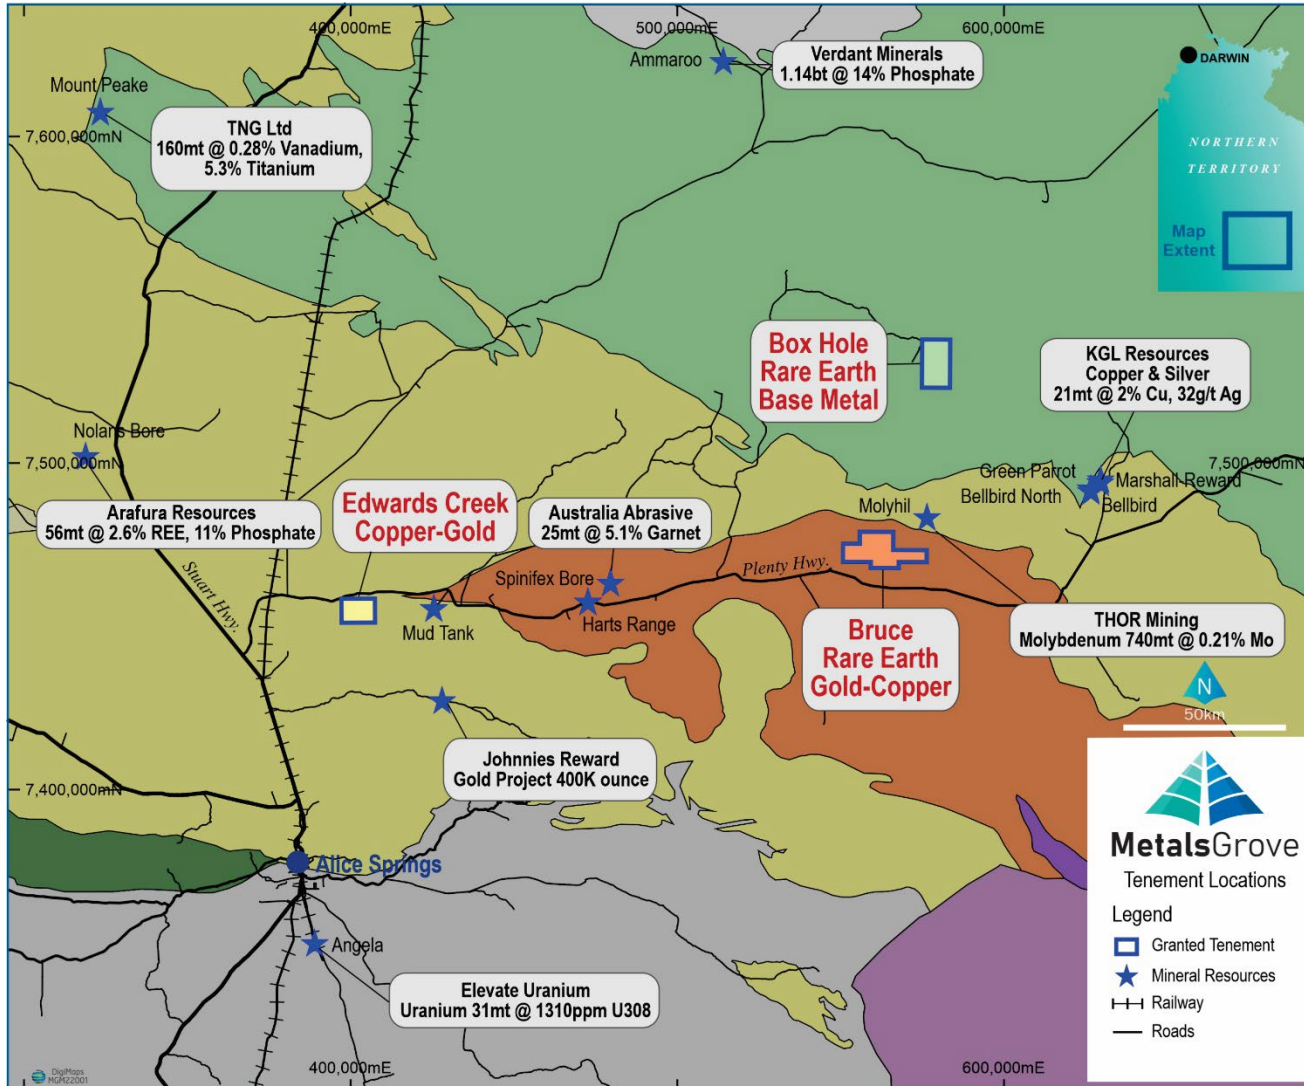 400,000mE
500,000mE
600,000mE
Ammaroo
Verdant Minerals
1.14bt @ 14% Phosphate
DARWIN
NORTHERN
TERRITORY
Map
Extent
Mount Peake
7,600,000mN
TNG Ltd
160mt @ 0.28% Vanadium,
5.3% Titanium
Box Hole
Rare Earth
Base Metal
KGL Resources
Copper & Silver
21mt @ 2% Cu, 32g/t Ag
Nolans Bore
7,500,000mN
Arafura Resources
56mt @ 2.6% REE, 11% Phosphate
Edwards Creek
Copper-Gold
Australia Abrasive
25mt @ 5.1% Garnet
Molyhil
Green Parrot
Bellbird North
Marshall Reward
Bellbird
7,500,000mN
Stuart Hwy.
Spinifex Bore
Harts Range
Mud Tank
Plenty Hwy.
Bruce
Rare Earth
Gold-Copper
THOR Mining
Molybdenum 740mt @ 0.21% Mo
N
50km
Johnnies Reward
Gold Project 400K ounce
7,400,000mN
Alice Springs
Angela
Elevate Uranium
Uranium 31mt @ 1310ppm U308
MetalsGrove
Tenement Locations
Legend
Granted Tenement
Mineral Resources
Railway
Roads
400,000mE
600,000mE
DigiMaps
MGM22001